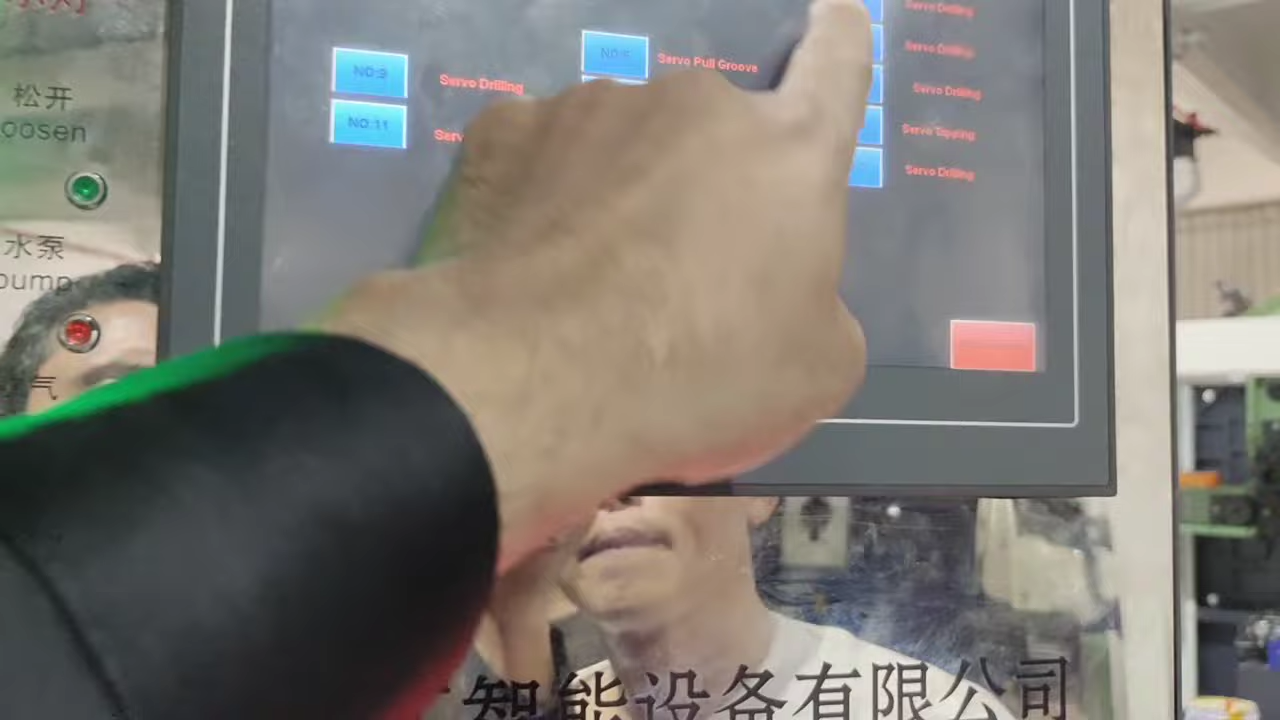 松开
oosen
水泵
pump
气
NO:9
Servo Drilling
NO:11
Serv
Servo Pull Groove
Servo Drilling
Servo Drilling
Servo Drilling
Servo Tapping
Servo Drilling
智能设备有限公司